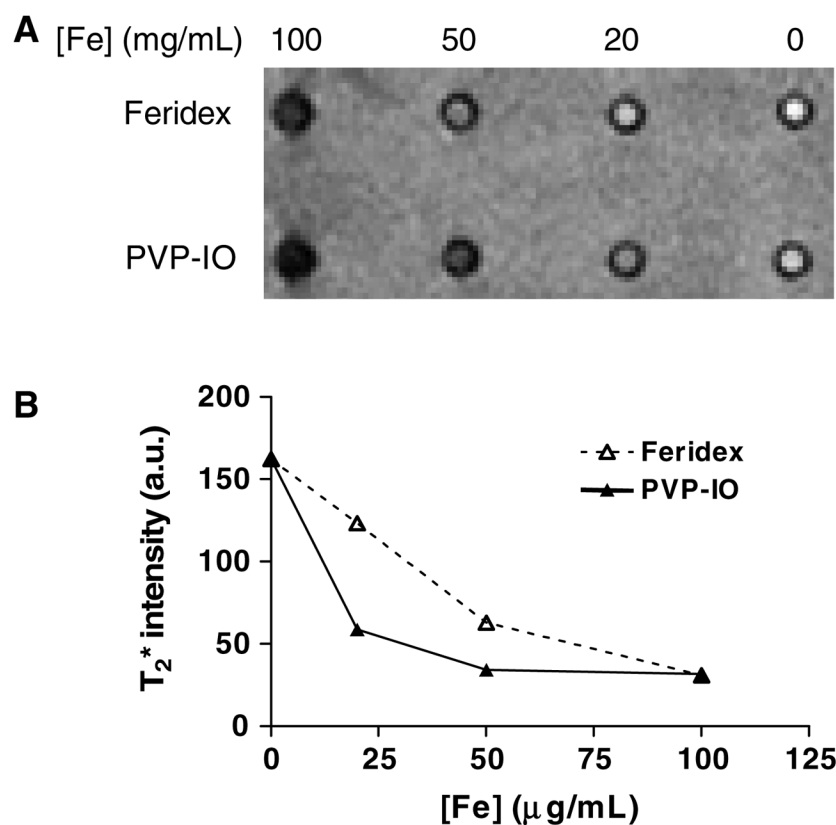 A [Fe] (mg/mL) 100 50 20 0
Feridex
PVP-IO
B
200
150
100
50
0
T2* intensity (a.u.)
Feridex
PVP-IO
0 25 50 75 100 125
[Fe] (μg/mL)